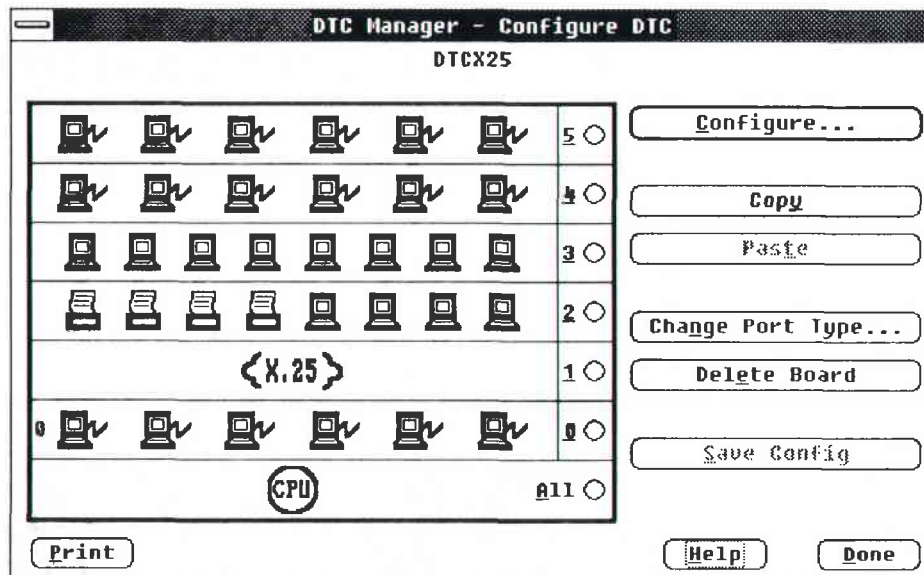 DTC Manager - Configure DTC
DTCX25
5
Configure...
4
Copy
3
Paste
2
Change Port Type...
X.25
1
Delete Board
0
0
Save Config
CPU
All
Print
Help
Done